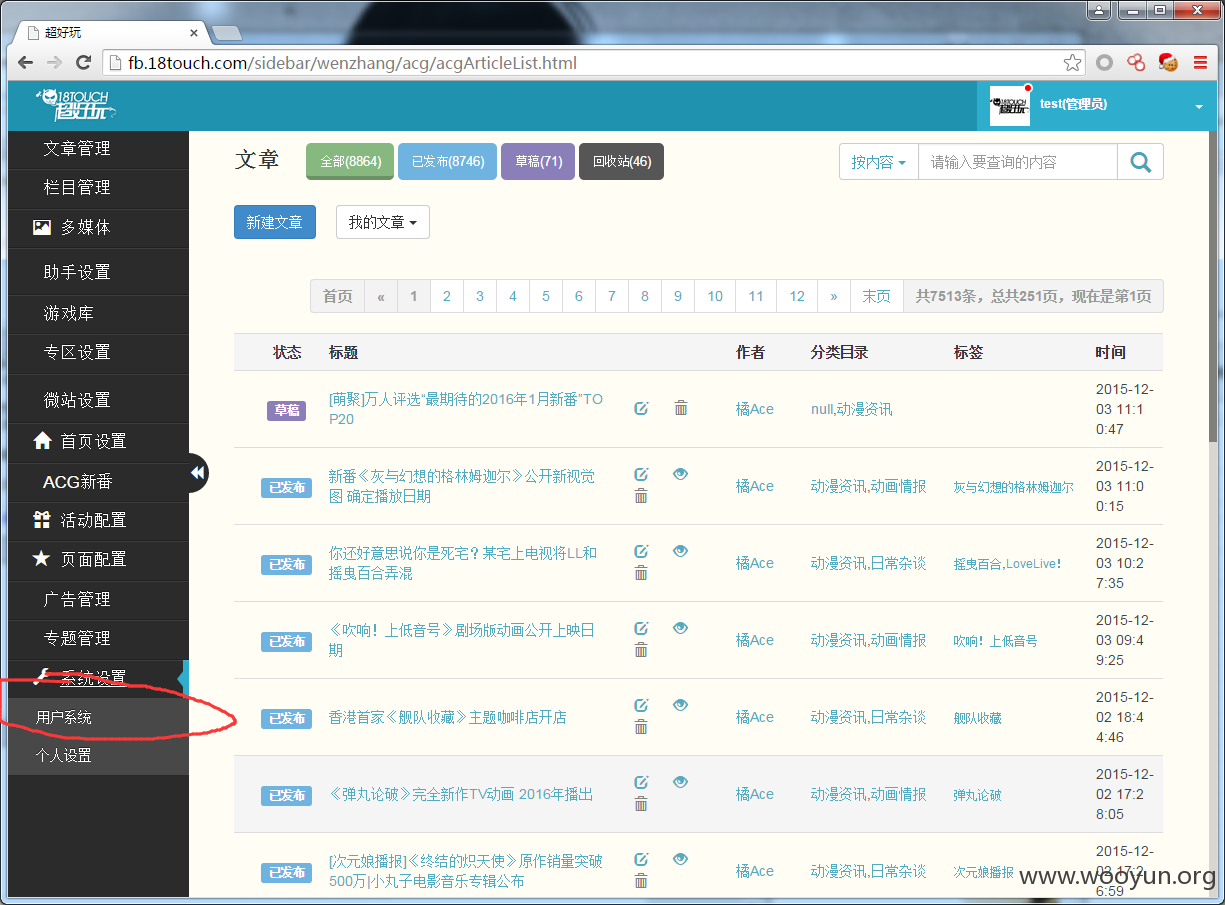 超好玩
fb.18touch.com/sidebar/wenzhang/acg/acgArticleList.html
18TOUCH
超好玩
test(管理员)
文章管理
栏目管理
多媒体
助手设置
游戏库
专区设置
微站设置
首页设置
ACG新番
活动配置
页面配置
广告管理
专题管理
系统设置
用户系统
个人设置
文章 全部(8864) 已发布(8746) 草稿(71) 回收站(46) 按内容 请输入要查询的内容
新建文章 我的文章
首页 « 1 2 3 4 5 6 7 8 9 10 11 12 » 末页 共7513条，总共251页，现在是第1页
状态 标题 作者 分类目录 标签 时间
草稿 [萌聚]万人评选“最期待的2016年1月新番”TO
P20
橘Ace null,动漫资讯
2015-12-
03 11:1
0:47
已发布 新番《灰与幻想的格林姆迦尔》公开新视觉
图 确定播放日期
橘Ace 动漫资讯,动画情报 灰与幻想的格林姆迦尔
2015-12-
03 11:0
0:15
已发布 你还好意思说你是死宅？某宅上电视将LL和
摇曳百合弄混
橘Ace 动漫资讯,日常杂谈 摇曳百合,LoveLive！
2015-12-
03 10:2
7:35
已发布 《吹响！上低音号》剧场版动画公开上映日
期
橘Ace 动漫资讯,动画情报 吹响！上低音号
2015-12-
03 09:4
9:25
已发布 香港首家《舰队收藏》主题咖啡店开店
橘Ace 动漫资讯,日常杂谈 舰队收藏
2015-12-
02 18:4
4:46
已发布 《弹丸论破》完全新作TV动画 2016年播出
橘Ace 动漫资讯,动画情报 弹丸论破
2015-12-
02 17:2
8:05
已发布 [次元娘播报]《终结的炽天使》原作销量突破
500万|小丸子电影音乐专辑公布
橘Ace 动漫资讯,日常杂谈 次元娘播报
2015-12-
02 17:2
6:59
www.wooyun.org